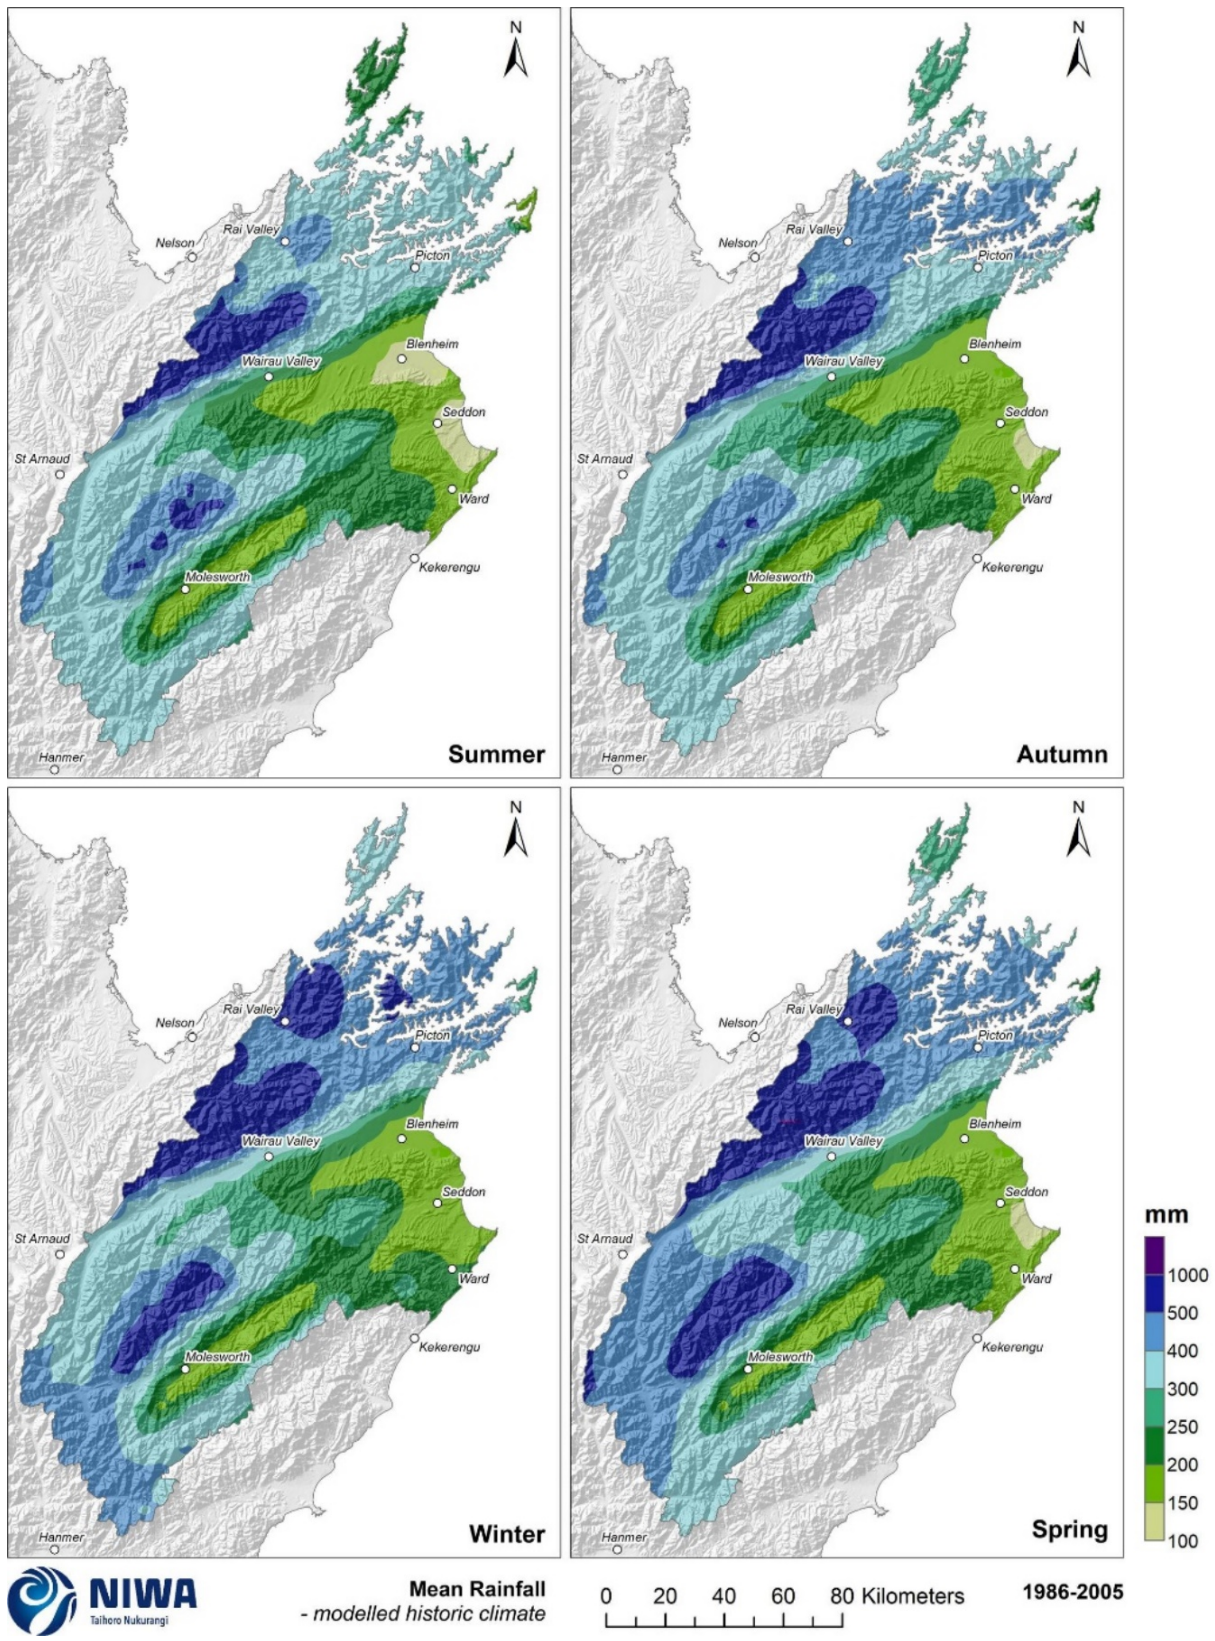 N
Rai Valley
Nelson
Picton
Blenheim
Wairau Valley
Seddon
St Arnaud
Ward
Kekerengu
Molesworth
Hanmer
Summer
N
Rai Valley
Nelson
Picton
Blenheim
Wairau Valley
Seddon
St Arnaud
Ward
Kekerengu
Molesworth
Hanmer
Autumn
N
Rai Valley
Nelson
Picton
Blenheim
Wairau Valley
Seddon
St Arnaud
Ward
Kekerengu
Molesworth
Hanmer
Winter
N
Rai Valley
Nelson
Picton
Blenheim
Wairau Valley
Seddon
St Arnaud
Ward
Kekerengu
Molesworth
Hanmer
Spring
mm
1000
500
400
300
250
200
150
100
NIWA
Taihoro Nukurangi
Mean Rainfall
- modelled historic climate
0 20 40 60 80 Kilometers
1986-2005